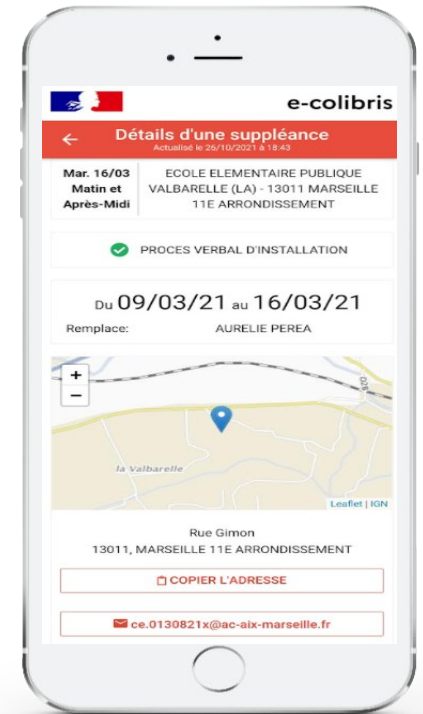 e-colibris
Détails d'une suppléance
Actualisé le 26/10/2021 à 18:43
Mar. 16/03
Matin et
Après-Midi
ECOLE ELEMENTAIRE PUBLIQUE
VALBARELLE (LA) - 13011 MARSEILLE
11E ARRONDISSEMENT
PROCES VERBAL D'INSTALLATION
Du 09/03/21 au 16/03/21
Remplace: AURELIE PEREA
+
−
D2B
la Valbarelle
Leaflet | IGN
Rue Gimon
13011, MARSEILLE 11E ARRONDISSEMENT
COPIER L'ADRESSE
ce.0130821x@ac-aix-marseille.fr